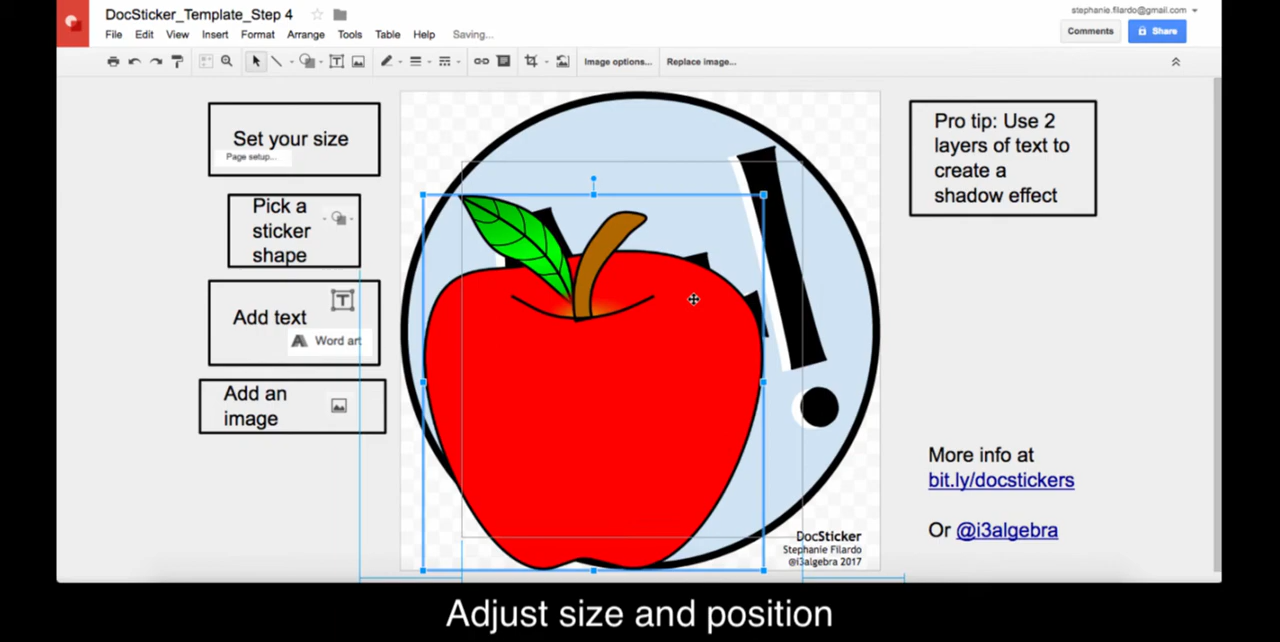 DocSticker_Template_Step 4
stephanie.filardo@gmail.com
File Edit View Insert Format Arrange Tools Table Help Saving...
Comments
Share
Image options...
Replace image...
Set your size
Page setup...
Pick a
sticker
shape
Add text
T
Word art
Add an
image
Pro tip: Use 2
layers of text to
create a
shadow effect
More info at
bit.ly/docstickers
Or @i3algebra
!
DocSticker
Stephanie Filardo
@i3algebra 2017
Adjust size and position